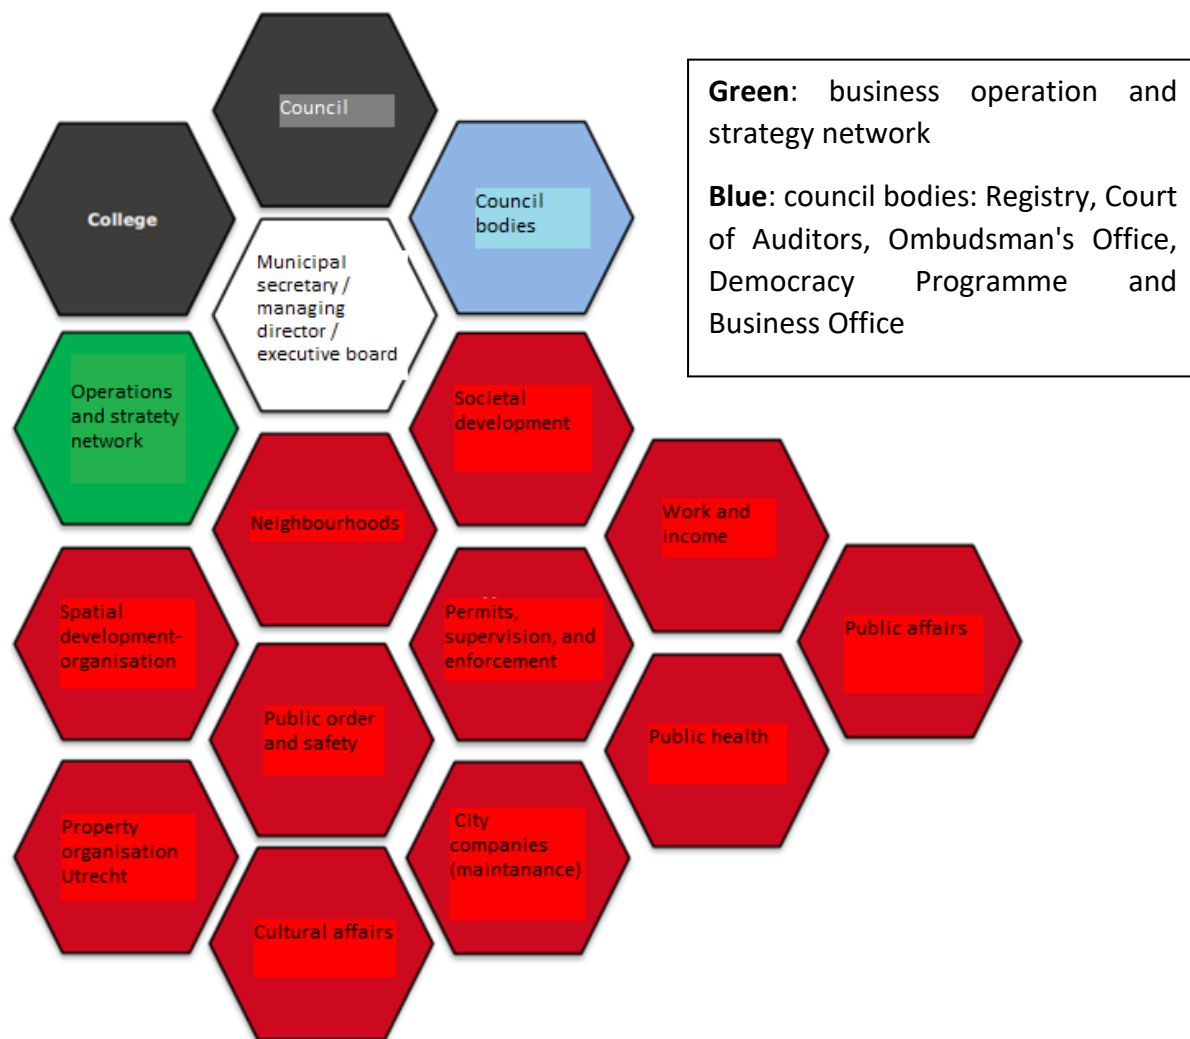 Council
College
Council
bodies
Municipal
secretary /
managing
director /
executive board
Operations
and stratety
network
Societal
development
Neighbourhoods
Work and
income
Spatial
development-
organisation
Permits,
supervision, and
enforcement
Public affairs
Public order
and safety
Public health
Property
organisation
Utrecht
City
companies
(maintanance)
Cultural affairs
Green: business operation and
strategy network
Blue: council bodies: Registry, Court
of Auditors, Ombudsman's Office,
Democracy Programme and
Business Office